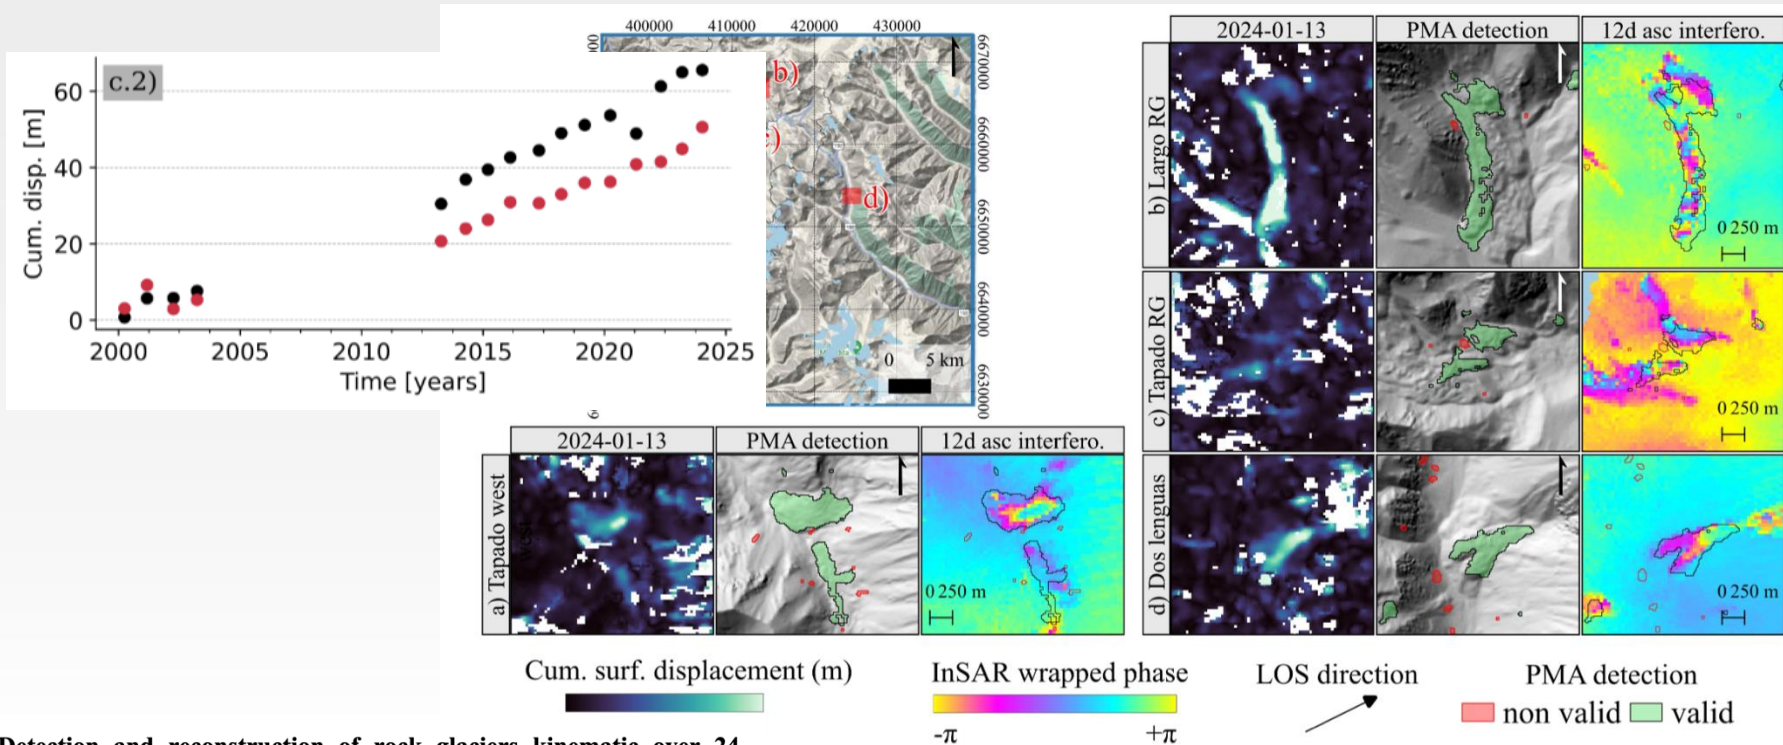 400000 410000 420000 430000
6670000
6660000
6650000
6640000
6630000
b)
c)
d)
0 5 km
c.2)
Cum. disp. [m]
60
40
20
0
2000 2005 2010 2015 2020 2025
Time [years]
2024-01-13 PMA detection 12d asc interfero.
a) Tapado west
0 250 m
2024-01-13 PMA detection 12d asc interfero.
b) Largo RG
0 250 m
c) Tapado RG
0 250 m
d) Dos lenguas
0 250 m
Cum. surf. displacement (m)
InSAR wrapped phase
-π +π
LOS direction
PMA detection
non valid valid
Detection and reconstruction of rock glaciers kinematic over 24